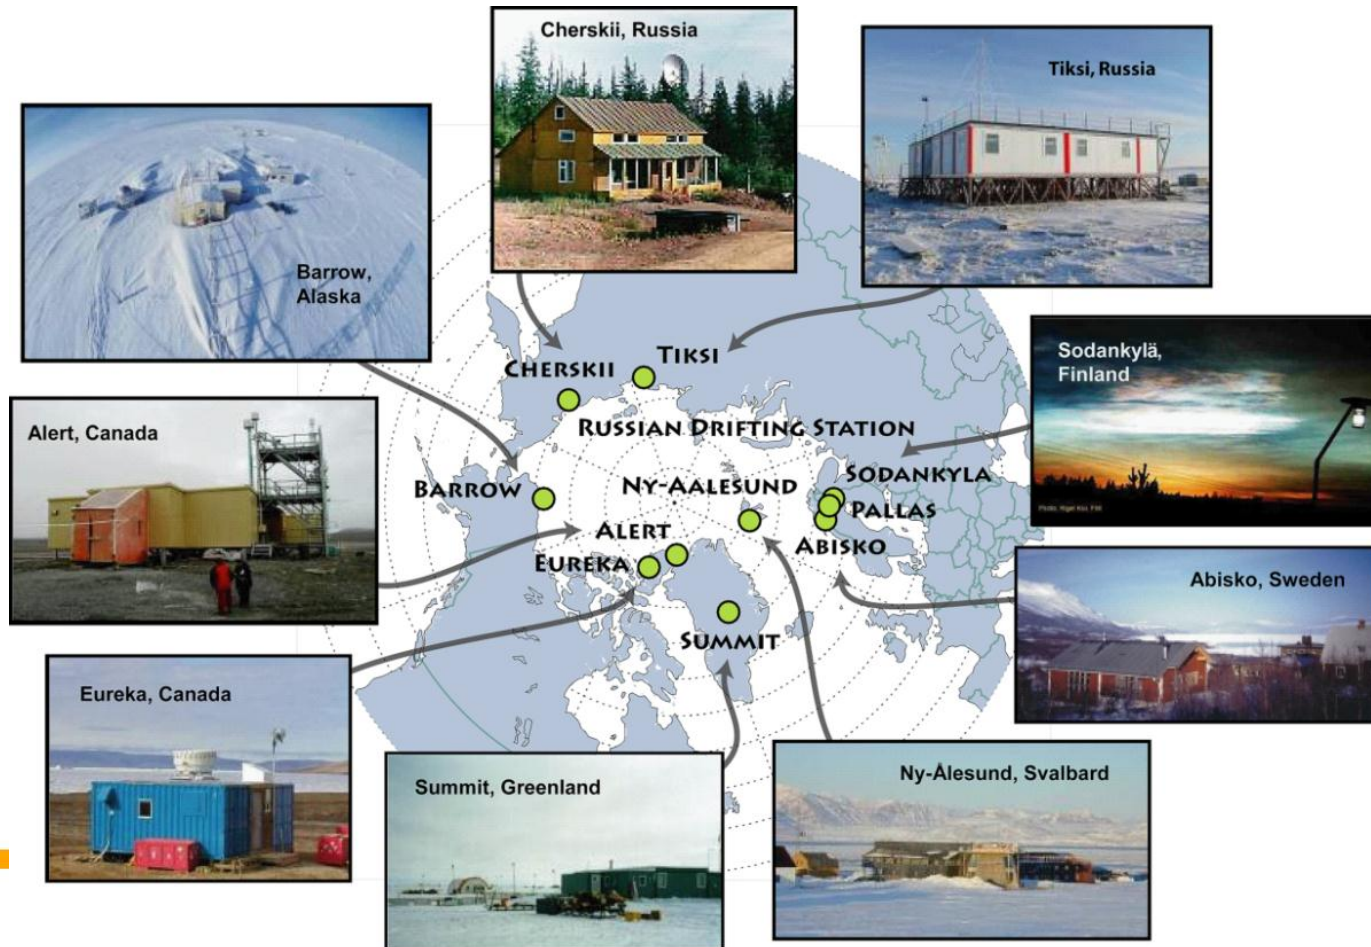 Cherskii, Russia
Tiksi, Russia
Barrow,
Alaska
Sodankylä,
Finland
Alert, Canada
Abisko, Sweden
Eureka, Canada
Summit, Greenland
Ny-Ålesund, Svalbard
TIKSI
CHERSKII
RUSSIAN DRIFTING STATION
SODANKYLA
NY-AALESUND
BARROW
PALLAS
ALERT
ABISKO
EUREKA
SUMMIT